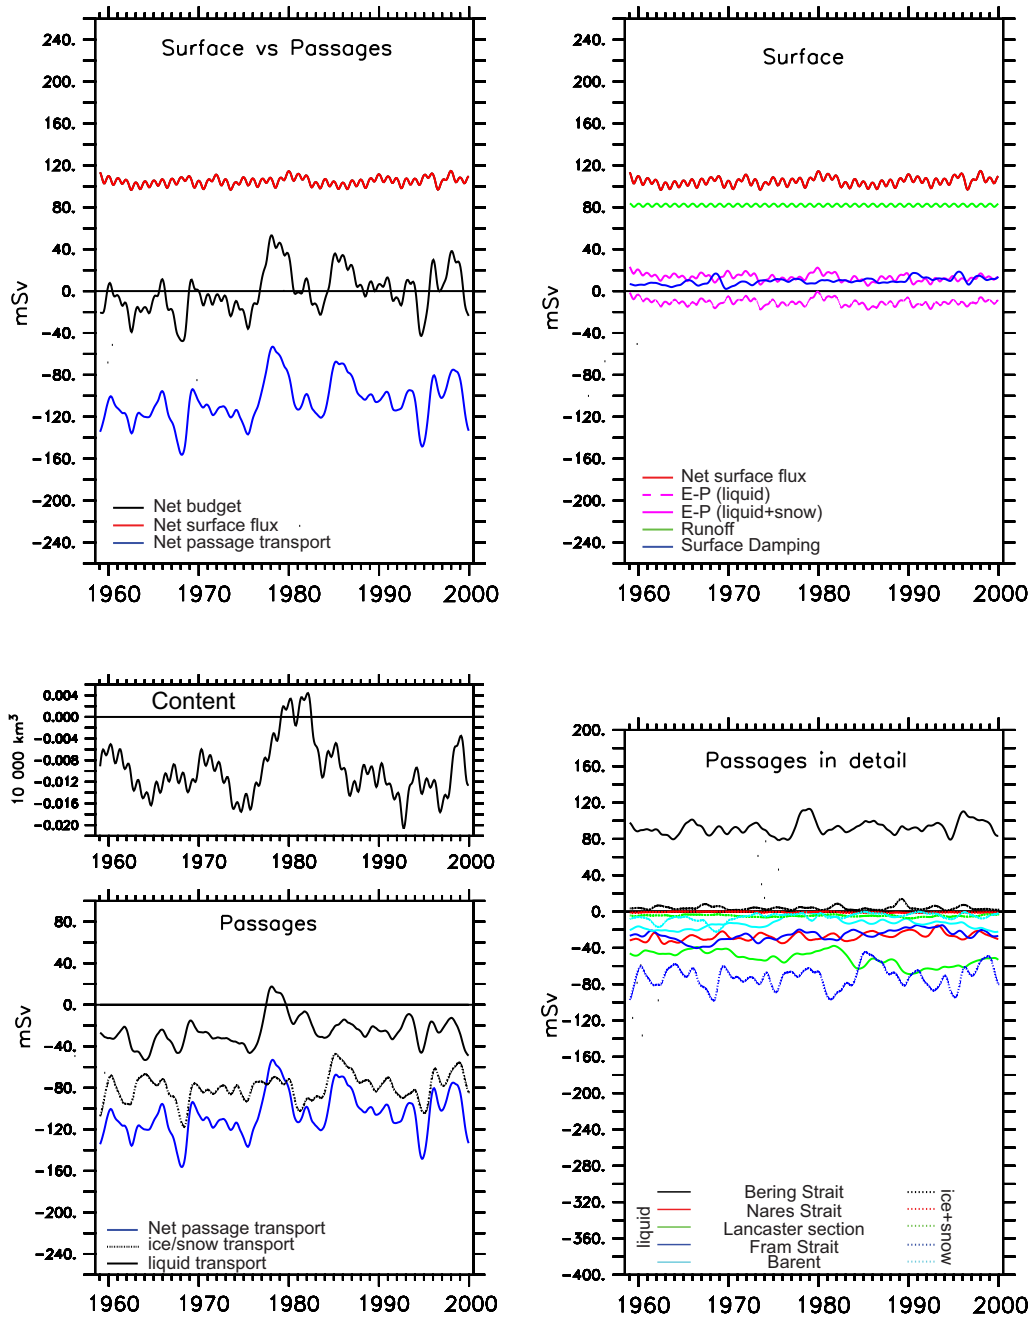 Surface vs Passages
240.
200.
160.
120.
80.
40.
0.
-40.
-80.
-120.
-160.
-200.
-240.
mSv
Net budget
Net surface flux
Net passage transport
1960 1970 1980 1990 2000
Surface
240.
200.
160.
120.
80.
40.
0.
-40.
-80.
-120.
-160.
-200.
-240.
mSv
Net surface flux
E-P (liquid)
E-P (liquid+snow)
Runoff
Surface Damping
1960 1970 1980 1990 2000
Content
0.004
0.000
-0.004
-0.008
-0.012
-0.016
-0.020
10 000 km³
1960 1970 1980 1990 2000
Passages
80.
40.
0.
-40.
-80.
-120.
-160.
-200.
-240.
mSv
Net passage transport
ice/snow transport
liquid transport
1960 1970 1980 1990 2000
Passages in detail
200.
160.
120.
80.
40.
0.
-40.
-80.
-120.
-160.
-200.
-240.
-280.
-320.
-360.
-400.
mSv
liquid
Bering Strait
Nares Strait
Lancaster section
Fram Strait
Barent
ice+snow
1960 1970 1980 1990 2000